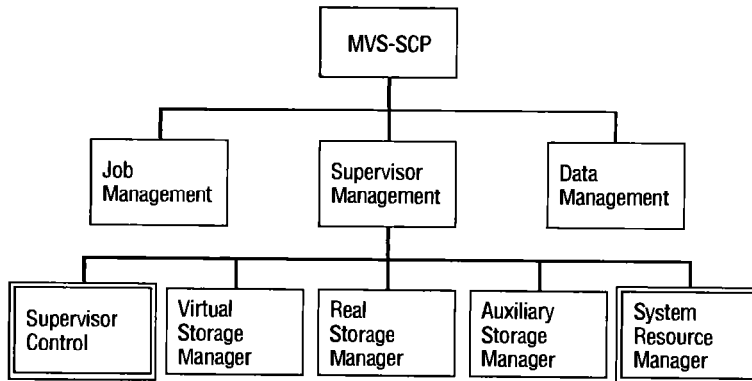 MVS-SCP
Job
Management
Supervisor
Management
Data
Management
Supervisor
Control
Virtual
Storage
Manager
Real
Storage
Manager
Auxiliary
Storage
Manager
System
Resource
Manager